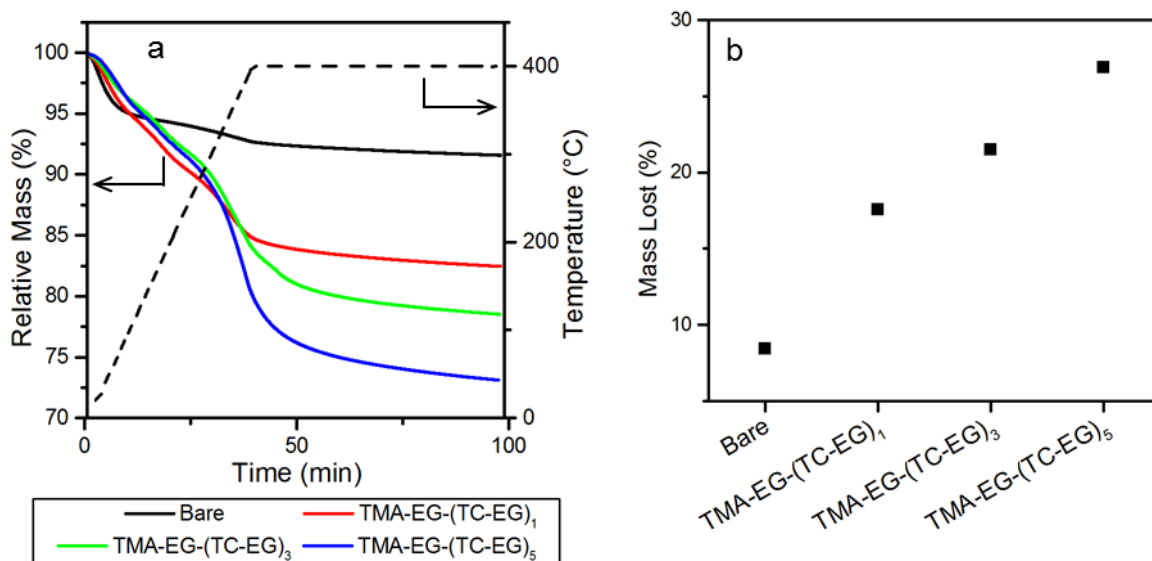 a
Relative Mass (%)
100
95
90
85
80
75
70
0
50
100
Time (min)
400
200
0
Temperature (°C)
Bare
TMA-EG-(TC-EG)₁
TMA-EG-(TC-EG)₃
TMA-EG-(TC-EG)₅
b
Mass Lost (%)
30
20
10
Bare
TMA-EG-(TC-EG)₁
TMA-EG-(TC-EG)₃
TMA-EG-(TC-EG)₅